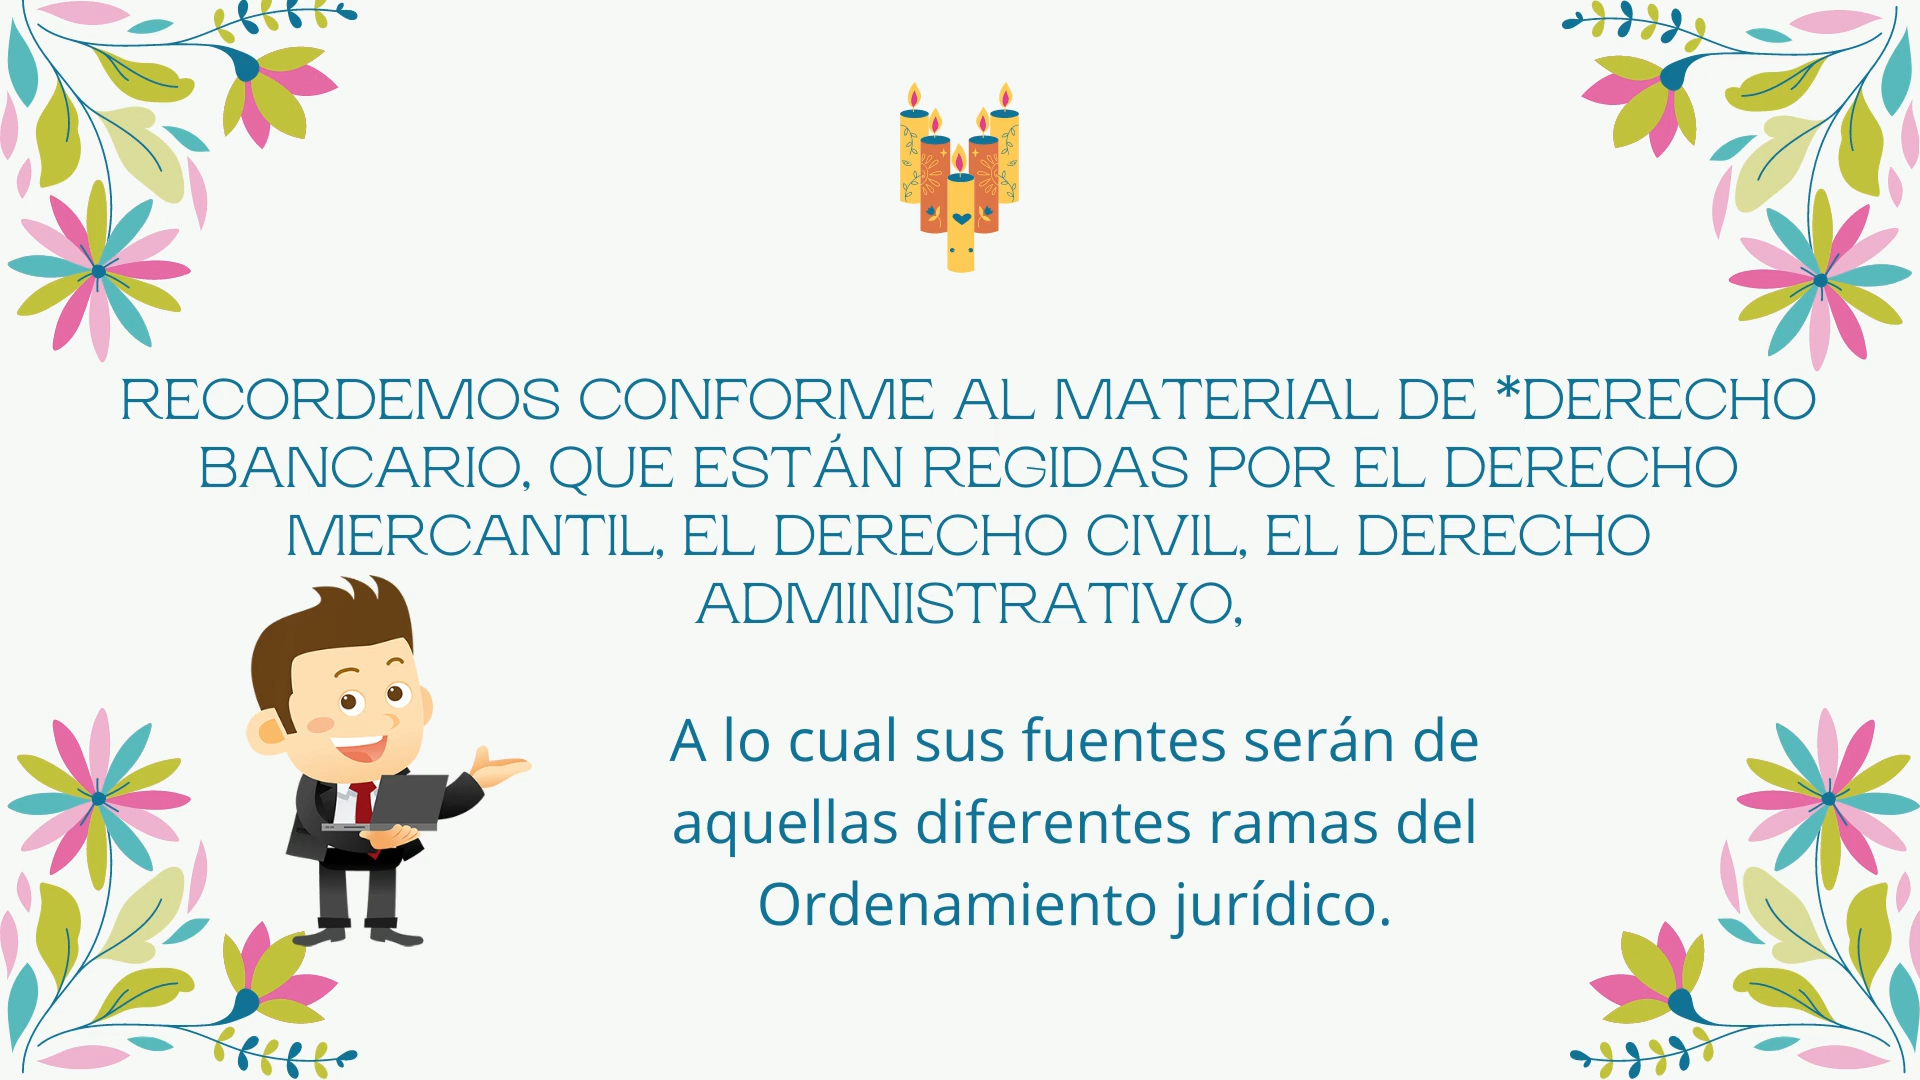 RECORDEMOS CONFORME AL MATERIAL DE *DERECHO
BANCARIO, QUE ESTÁN REGIDAS POR EL DERECHO
MERCANTIL, EL DERECHO CIVIL, EL DERECHO
ADMINISTRATIVO,
A lo cual sus fuentes serán de
aquellas diferentes ramas del
Ordenamiento jurídico.